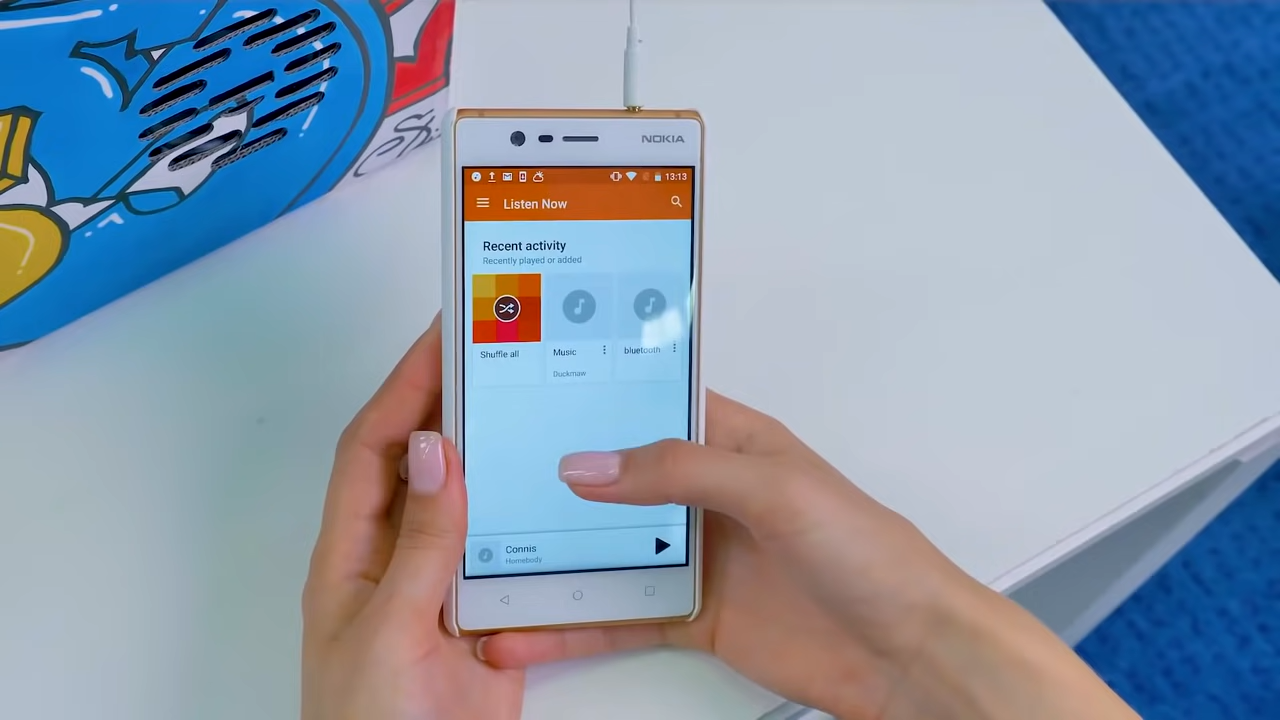 NOKIA
13:13
Listen Now
Recent activity
Recently played or added
Shuffle all
Music
bluetooth
Duckmaw
Connis
Homebody